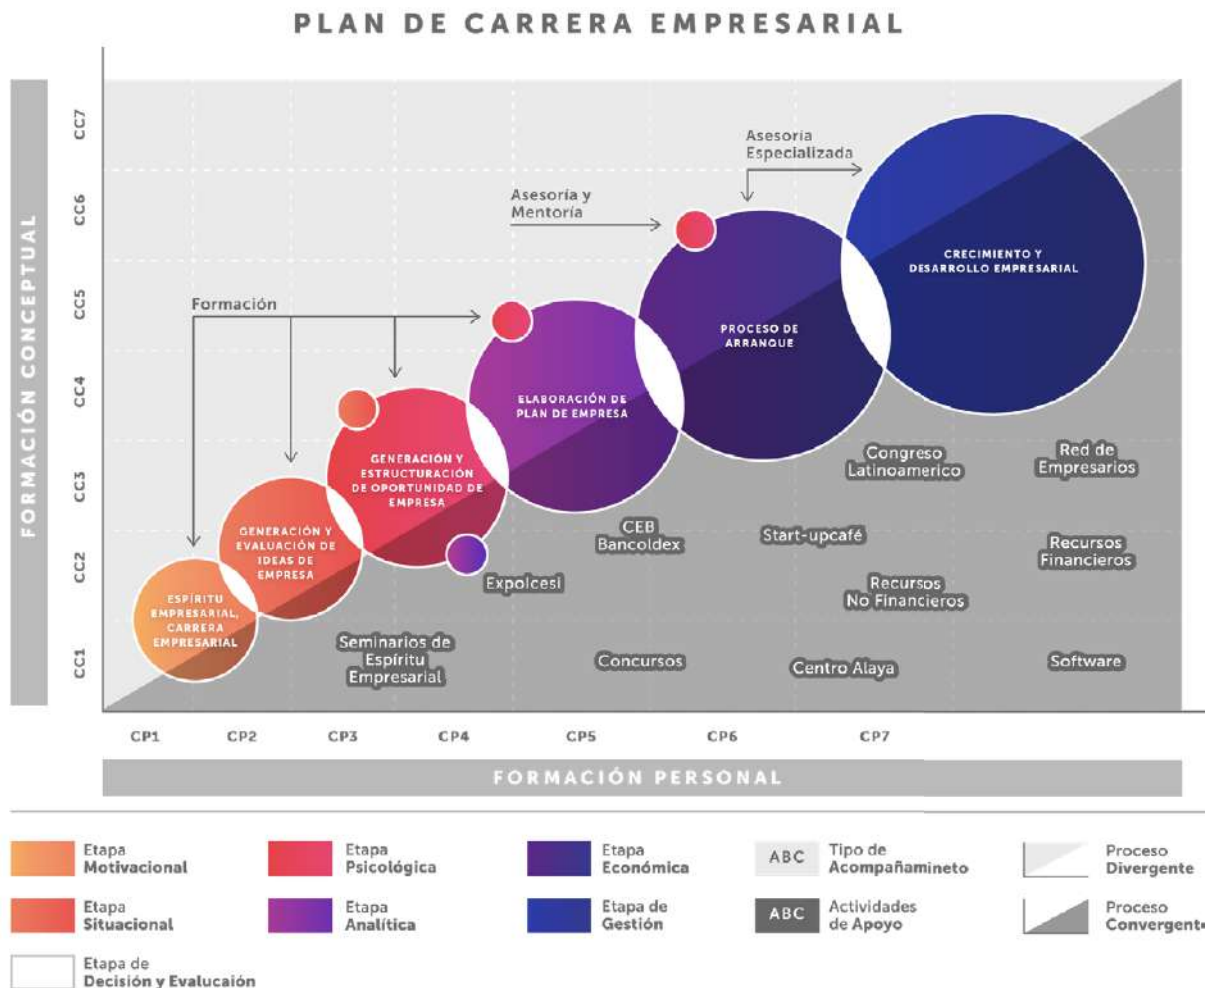 PLAN DE CARRERA EMPRESARIAL
FORMACIÓN CONCEPTUAL
CC7
CC6
CC5
CC4
CC3
CC2
CC1
Asesoría
Especializada
Asesoría y
Mentoría
Formación
CRECIMIENTO Y
DESARROLLO EMPRESARIAL
PROCESO DE
ARRANQUE
ELABORACIÓN DE
PLAN DE EMPRESA
GENERACIÓN Y
ESTRUCTURACIÓN
DE OPORTUNIDAD DE
EMPRESA
GENERACIÓN Y
EVALUACIÓN DE
IDEAS DE
EMPRESA
ESPÍRITU
EMPRESARIAL,
CARRERA
EMPRESARIAL
Congreso
Latinoamerico
Red de
Empresarios
CEB
Bancoldex
Start-upcafé
Recursos
Financieros
Expolcesi
Recursos
No Financieros
Seminarios de
Espíritu
Empresarial
Concursos
Centro Alaya
Software
CP1
CP2
CP3
CP4
CP5
CP6
CP7
FORMACIÓN PERSONAL
Etapa
Motivacional
Etapa
Psicológica
Etapa
Económica
ABC
Tipo de
Acompañamineto
Proceso
Divergente
Etapa
Situacional
Etapa
Analítica
Etapa de
Gestión
ABC
Actividades
de Apoyo
Proceso
Convergente
Etapa de
Decisión y Evalucaión